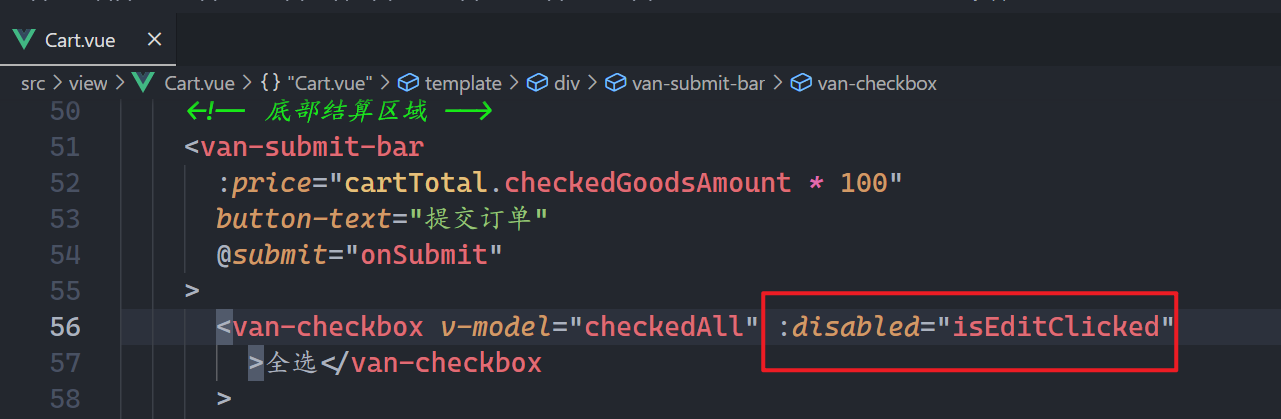 Cart.vue ×
src > view > Cart.vue > {} "Cart.vue" > template > div > van-submit-bar > van-checkbox
50 <!-- 底部结算区域 -->
51 <van-submit-bar
52 :price="cartTotal.checkedGoodsAmount * 100"
53 button-text="提交订单"
54 @submit="onSubmit"
55 >
56 <van-checkbox v-model="checkedAll" :disabled="isEditClicked"
57 >全选</van-checkbox
58 >